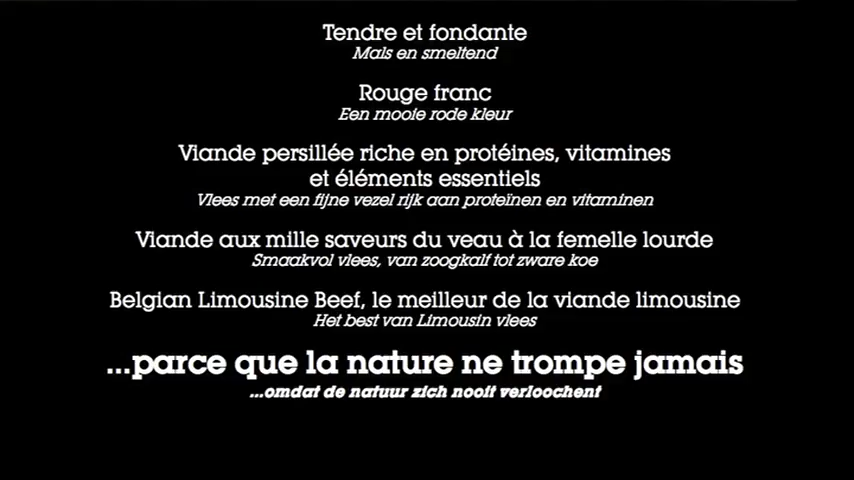 Tendre et fondante
Mals en smeltend
Rouge franc
Een mooie rode kleur
Viande persillée riche en protéines, vitamines
et éléments essentiels
Vlees met een fijne vezel rijk aan proteïnen en vitaminen
Viande aux mille saveurs du veau à la femelle lourde
Smaakvol vlees, van zoogkalf tot zware koe
Belgian Limousine Beef, le meilleur de la viande limousine
Het best van Limousin vlees
...parce que la nature ne trompe jamais
...omdat de natuur zich nooit verloochent